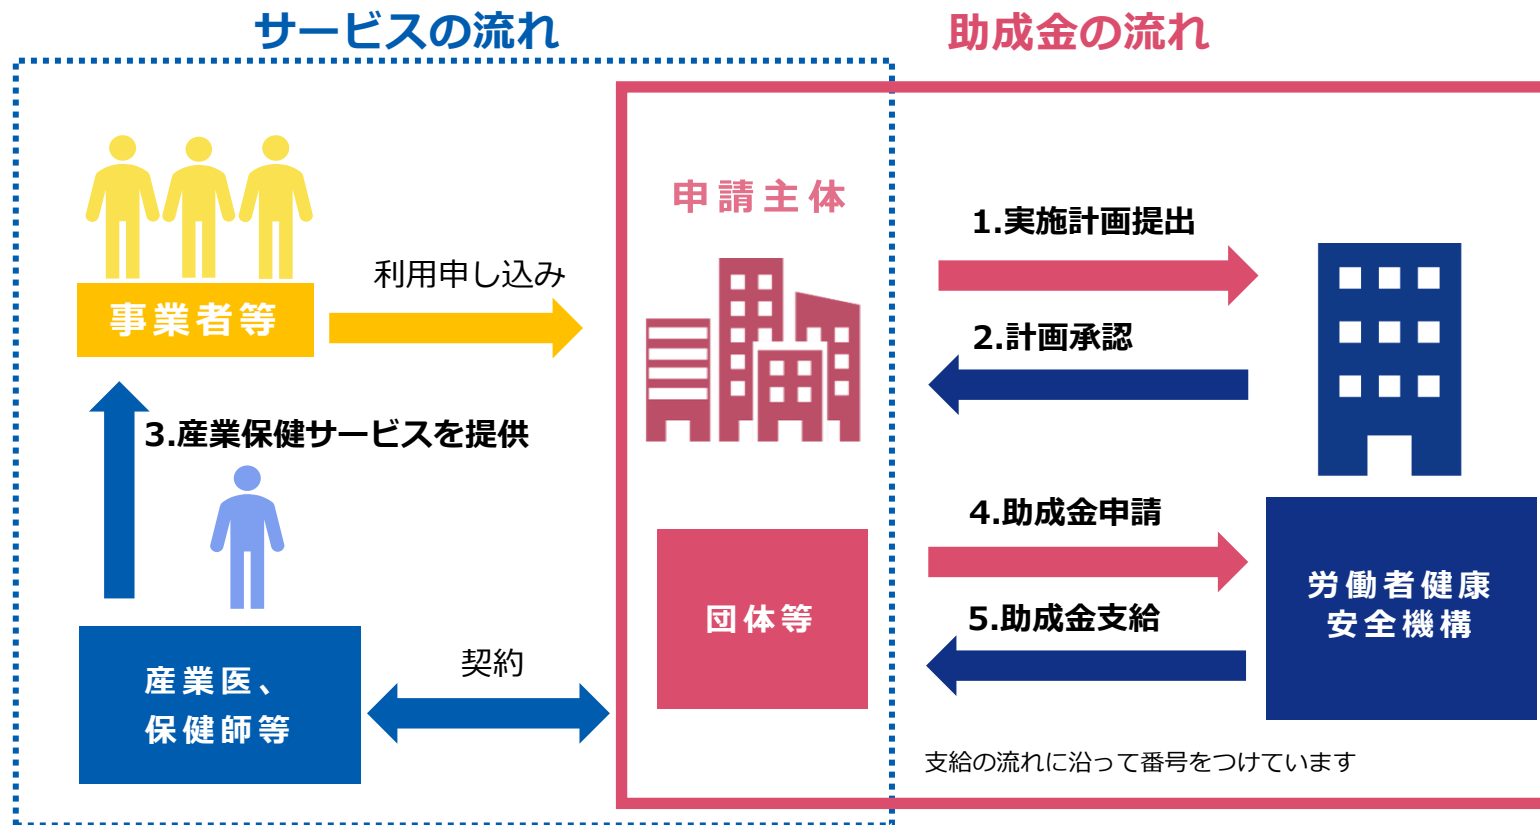 サービスの流れ
助成金の流れ
申請主体
1.実施計画提出
利用申し込み
事業者等
2.計画承認
3.産業保健サービスを提供
4.助成金申請
労働者健康
安全機構
団体等
5.助成金支給
契約
産業医、
保健師等
支給の流れに沿って番号をつけています